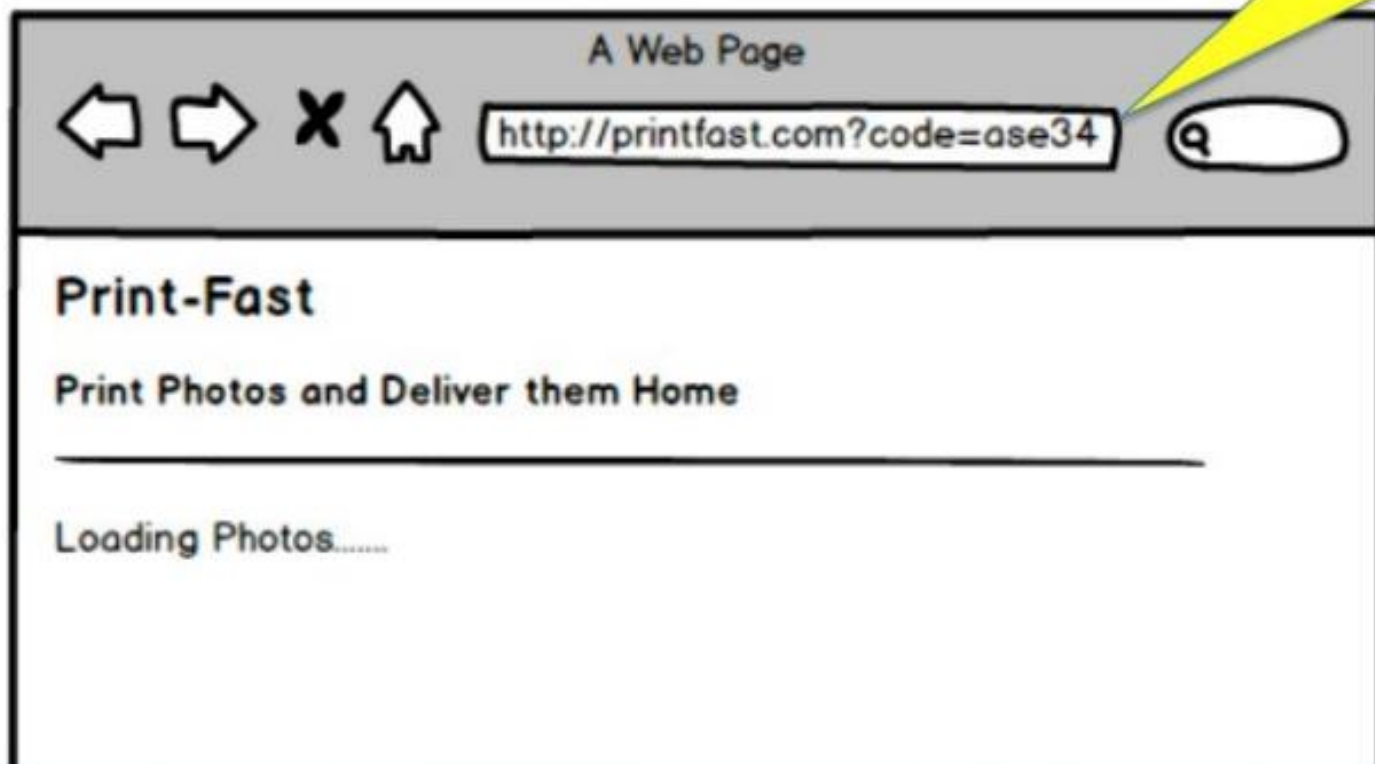 A Web Page
http://printfast.com?code=ase34
Print-Fast
Print Photos and Deliver them Home
Loading Photos.......